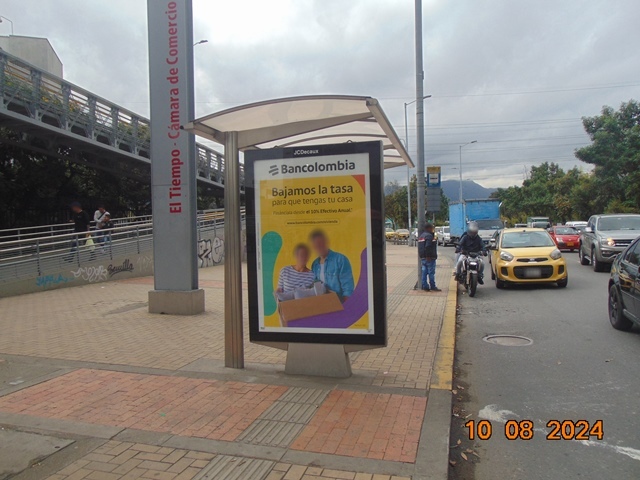 El Tiempo · Cámara de Comercio
JCDecaux
Bancolombia
Bajamos la tasa
para que tengas tu casa
10 08 2024